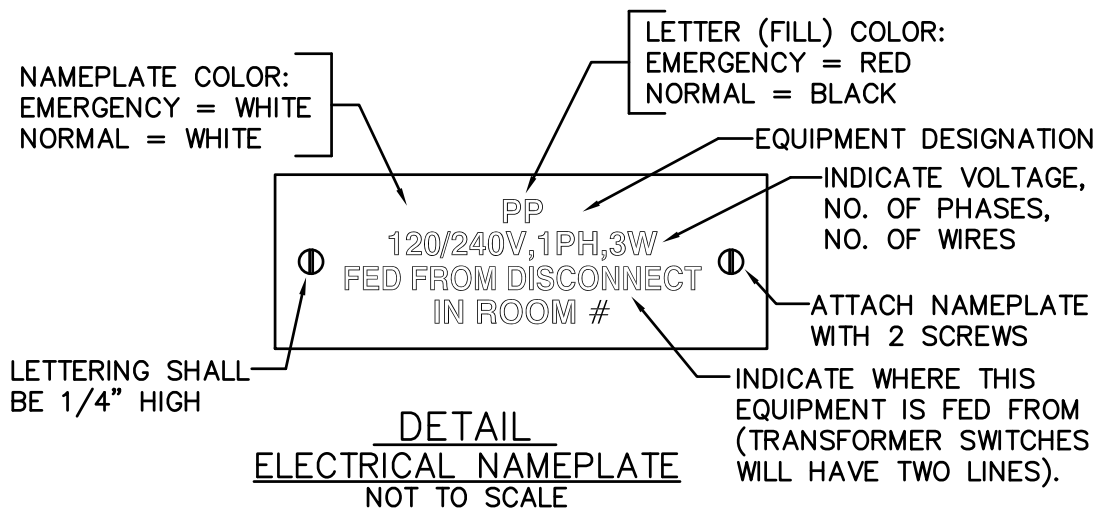 LETTER (FILL) COLOR:
EMERGENCY = RED
NORMAL = BLACK
NAMEPLATE COLOR:
EMERGENCY = WHITE
NORMAL = WHITE
EQUIPMENT DESIGNATION
INDICATE VOLTAGE,
NO. OF PHASES,
NO. OF WIRES
PP
120/240V,1PH,3W
FED FROM DISCONNECT
IN ROOM #
ATTACH NAMEPLATE
WITH 2 SCREWS
LETTERING SHALL
BE 1/4" HIGH
INDICATE WHERE THIS
EQUIPMENT IS FED FROM
(TRANSFORMER SWITCHES
WILL HAVE TWO LINES).
DETAIL
ELECTRICAL NAMEPLATE
NOT TO SCALE